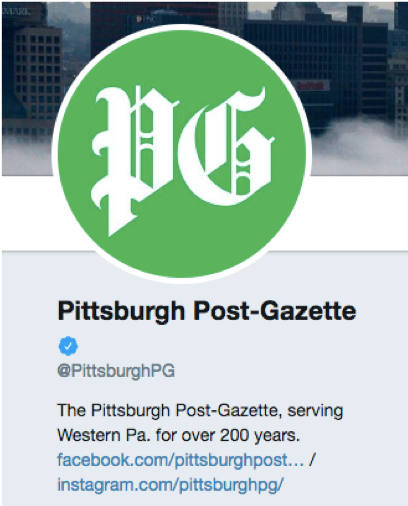 PG
Pittsburgh Post-Gazette
@PittsburghPG
The Pittsburgh Post-Gazette, serving
Western Pa. for over 200 years.
facebook.com/pittsburghpost… /
instagram.com/pittsburghpg/